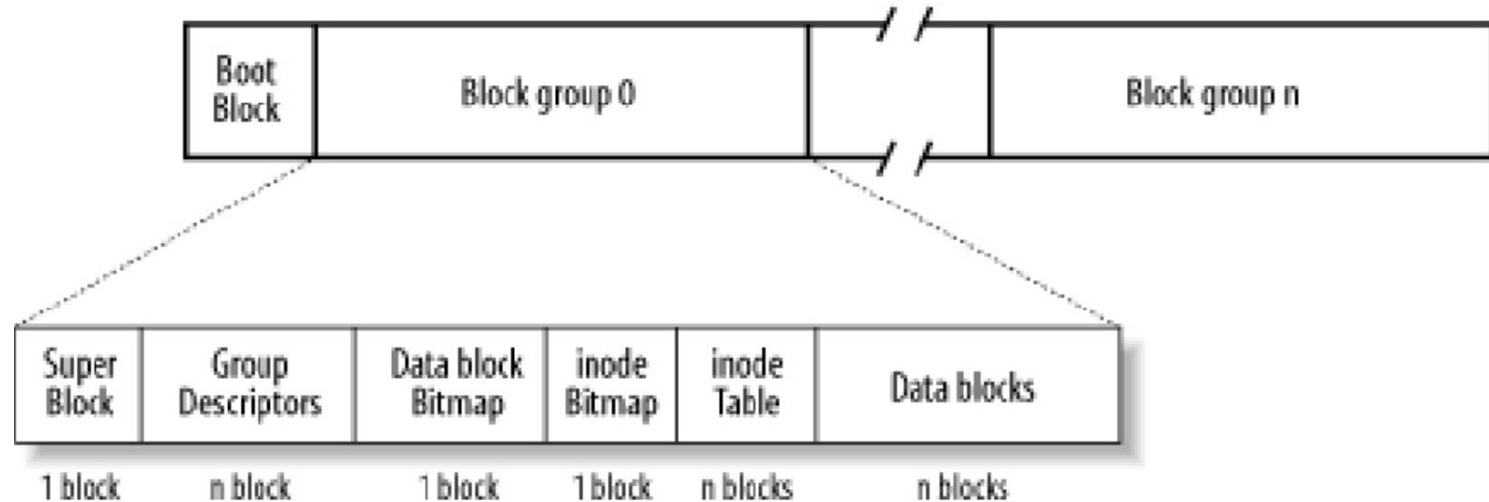 Boot
Block
Block group 0
Block group n
Super
Block
Group
Descriptors
Data block
Bitmap
inode
Bitmap
inode
Table
Data blocks
1 block
n block
1 block
1 block
n blocks
n blocks